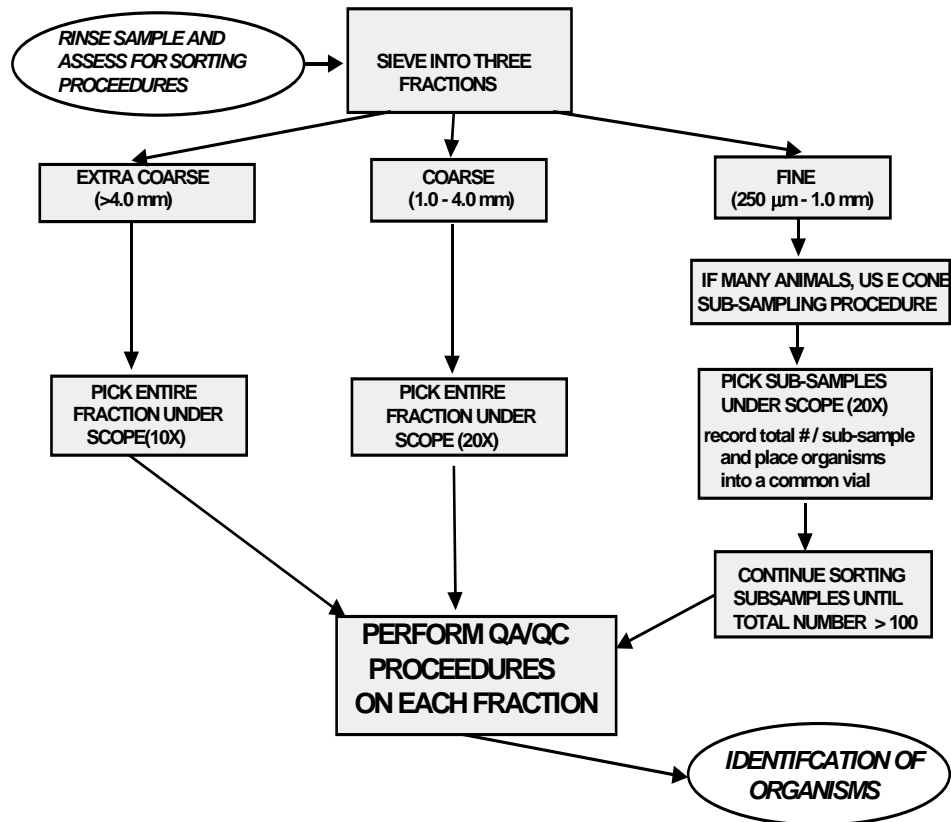 RINSE SAMPLE AND
ASSESS FOR SORTING
PROCEEDURES
SIEVE INTO THREE
FRACTIONS
EXTRA COARSE
(>4.0 mm)
COARSE
(1.0 - 4.0 mm)
FINE
(250 μm - 1.0 mm)
IF MANY ANIMALS, US E CONE
SUB-SAMPLING PROCEDURE
PICK ENTIRE
FRACTION UNDER
SCOPE(10X)
PICK ENTIRE
FRACTION UNDER
SCOPE (20X)
PICK SUB-SAMPLES
UNDER SCOPE (20X)
record total # / sub-sample
and place organisms
into a common vial
CONTINUE SORTING
SUBSAMPLES UNTIL
TOTAL NUMBER > 100
PERFORM QA/QC
PROCEEDURES
ON EACH FRACTION
IDENTIFCATION OF
ORGANISMS